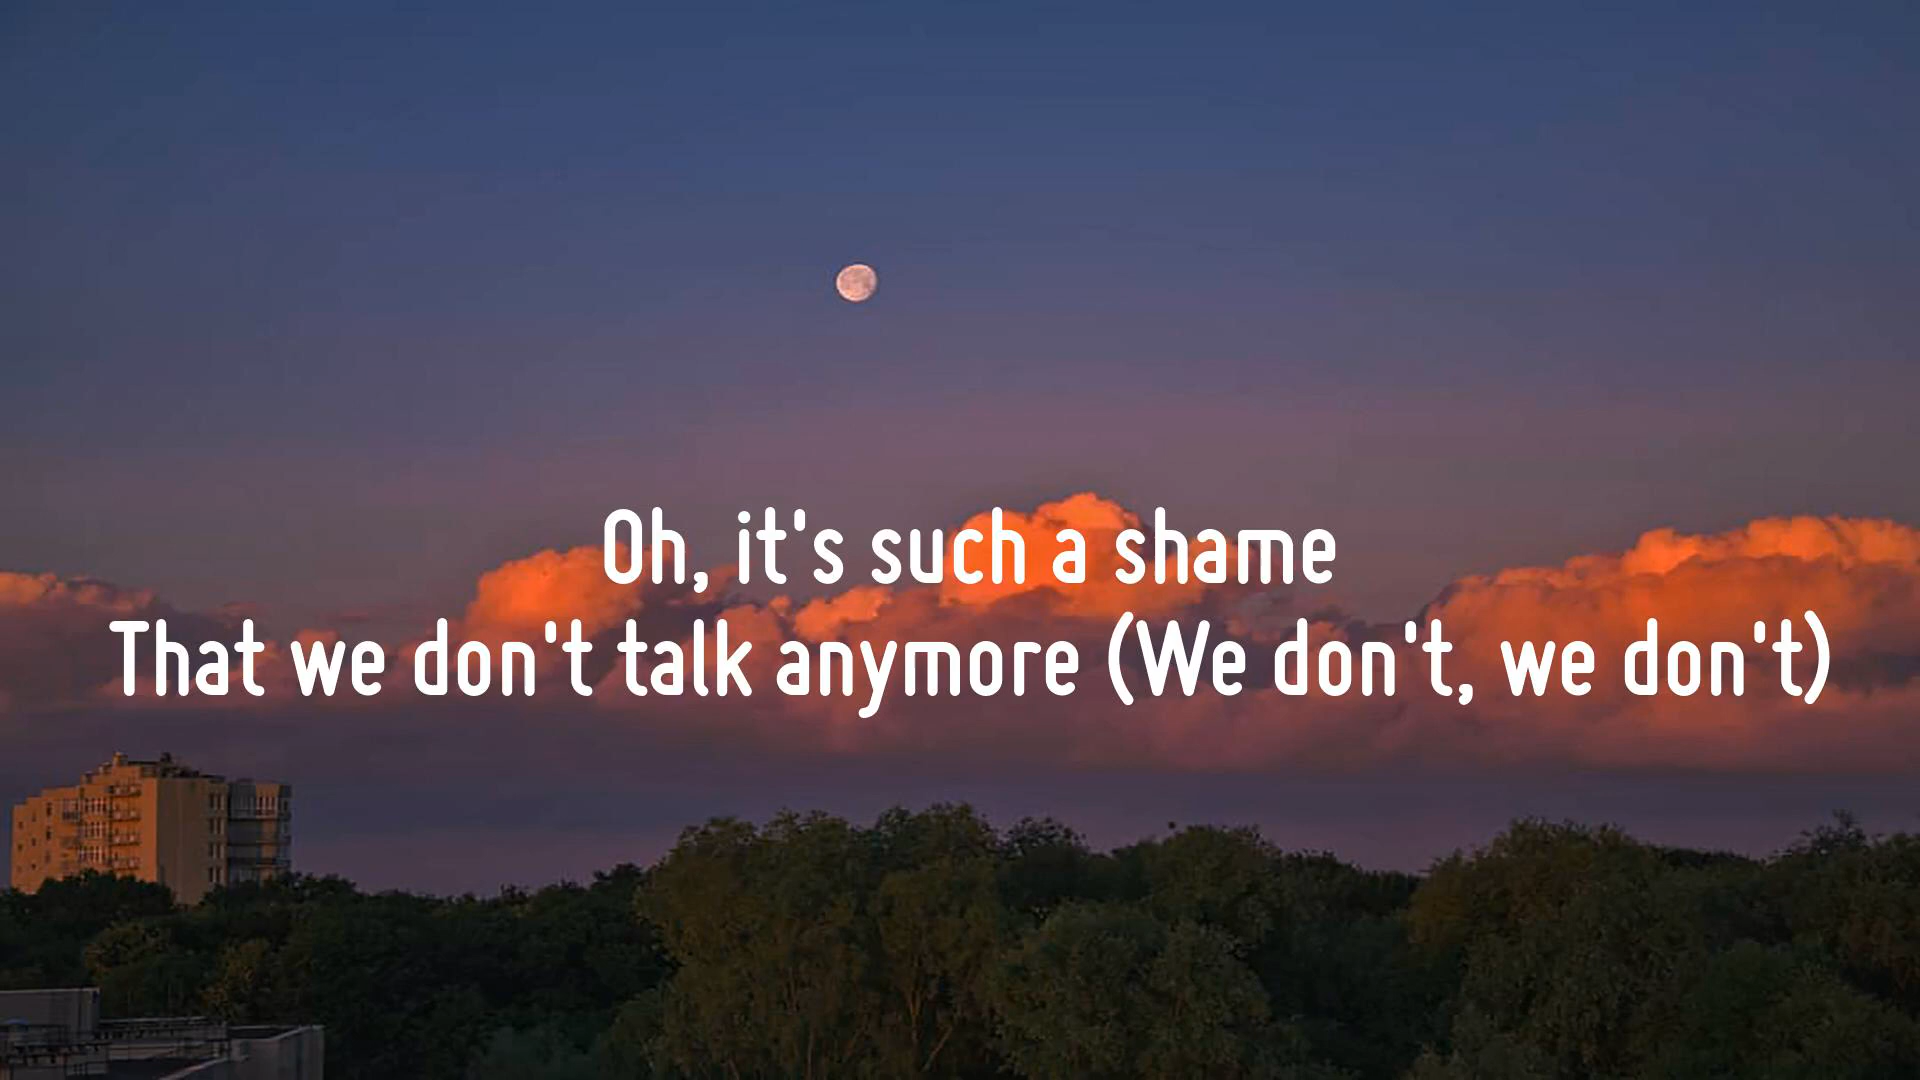 Oh, it's such a shame
That we don't talk anymore (We don't, we don't)